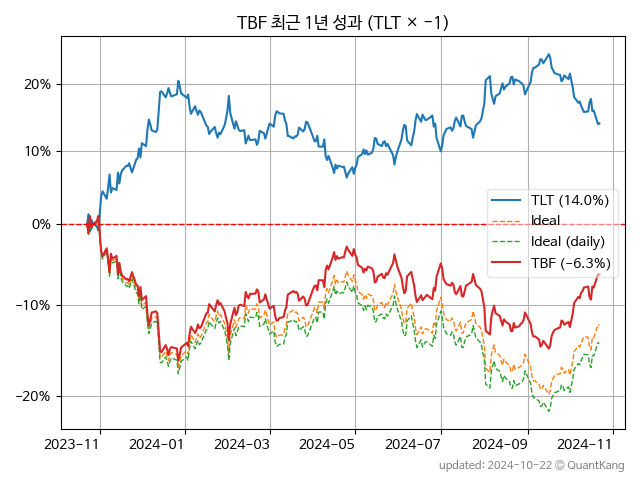 TBF 최근 1년 성과 (TLT × −1)
20%
10%
0%
−10%
−20%
TLT (14.0%)
Ideal
Ideal (daily)
TBF (−6.3%)
2023-11
2024-01
2024-03
2024-05
2024-07
2024-09
2024-11
updated: 2024-10-22 © QuantKang